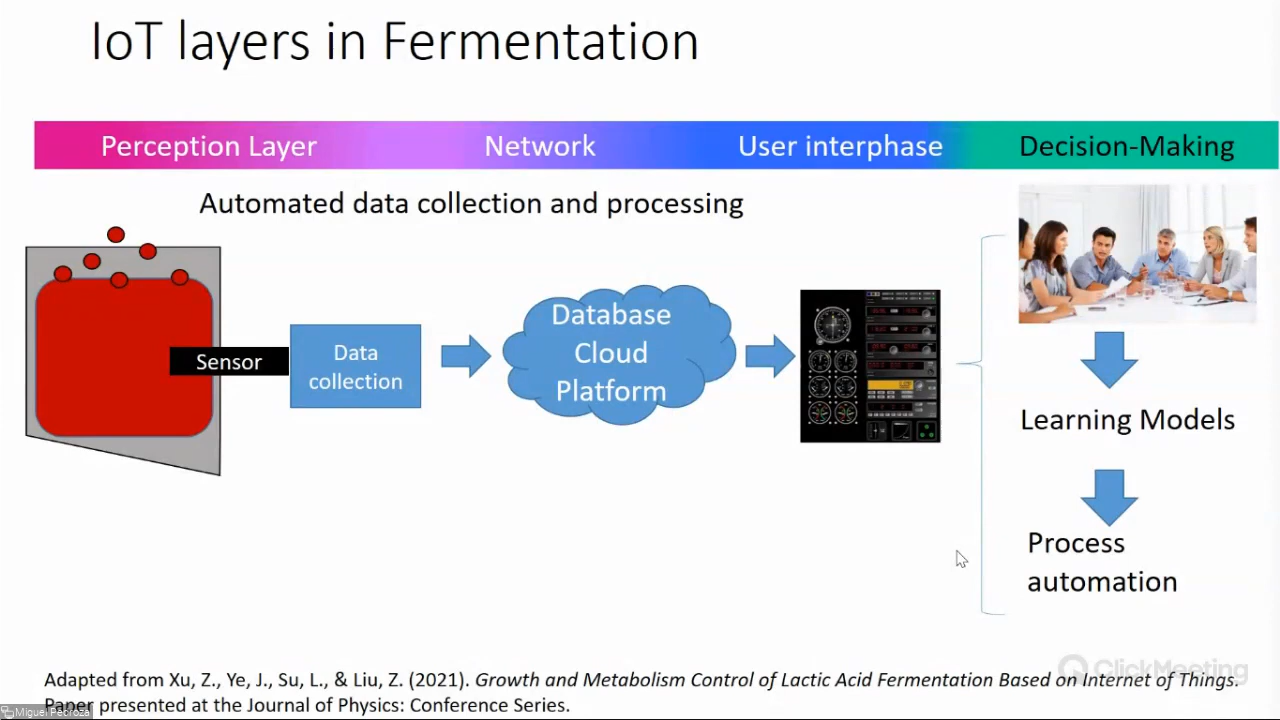 IoT layers in Fermentation
Perception Layer
Network
User interphase
Decision-Making
Automated data collection and processing
Sensor
Data
collection
Database
Cloud
Platform
Learning Models
Process
automation
ClickMeeting
Adapted from Xu, Z., Ye, J., Su, L., & Liu, Z. (2021). Growth and Metabolism Control of Lactic Acid Fermentation Based on Internet of Things.
Paper presented at the Journal of Physics: Conference Series.
Miguel Pedroza